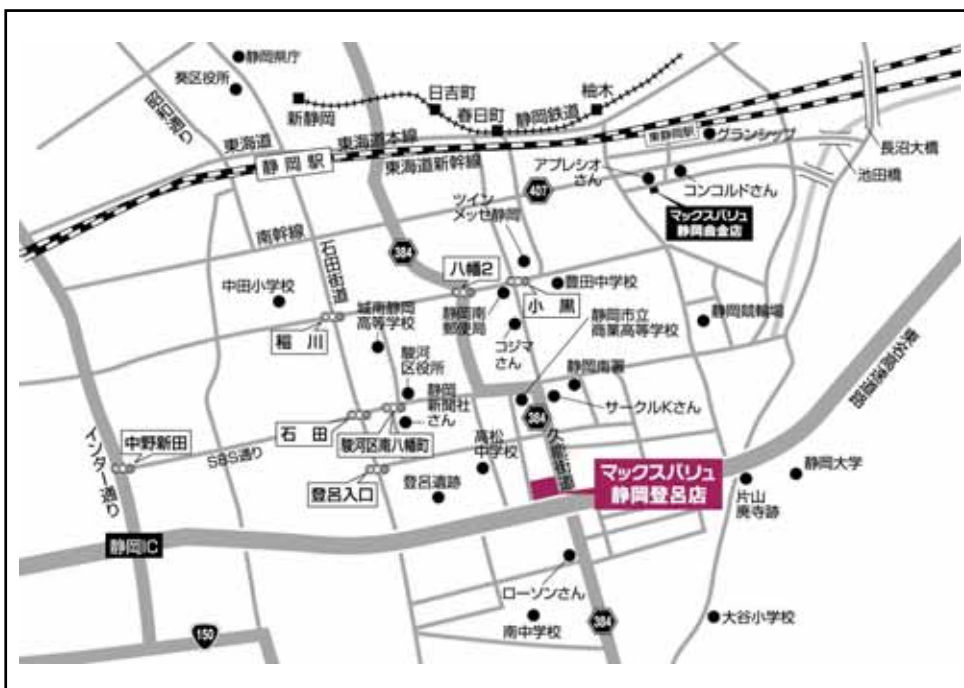 静岡県庁
葵区役所
御幸通り
新静岡
日吉町
春日町
静岡鉄道
柚木
東海道
東海道本線
東海道新幹線
静岡駅
東静岡駅
グランシップ
長沼大橋
池田橋
アプレシオ
さん
コンコルドさん
マックスバリュ
静岡曲金店
407
ツイン
メッセ静岡
南幹線
石田街道
384
八幡2
中田小学校
稲川
城南静岡
高等学校
静岡南
郵便局
小黒
豊田中学校
コジマ
さん
静岡市立
商業高等学校
静岡競輪場
東名高速道路
駿河
区役所
静岡
新聞社
さん
静岡南署
サークルKさん
384
久能街道
石田
駿河区南八幡町
中野新田
SBS通り
インター通り
高松
中学校
登呂入口
登呂遺跡
マックスバリュ
静岡登呂店
静岡大学
片山
廃寺跡
静岡IC
ローソンさん
南中学校
384
大谷小学校
150